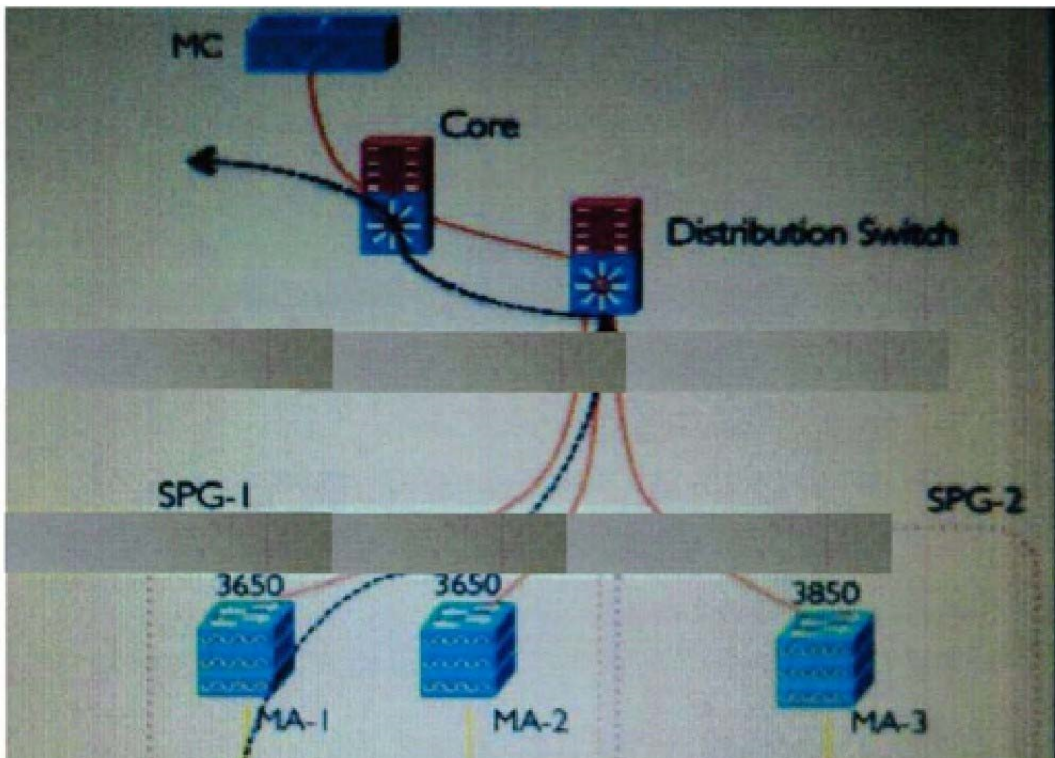 MC
Core
Distribution Switch
SPG-1
SPG-2
3650
3650
3850
MA-1
MA-2
MA-3